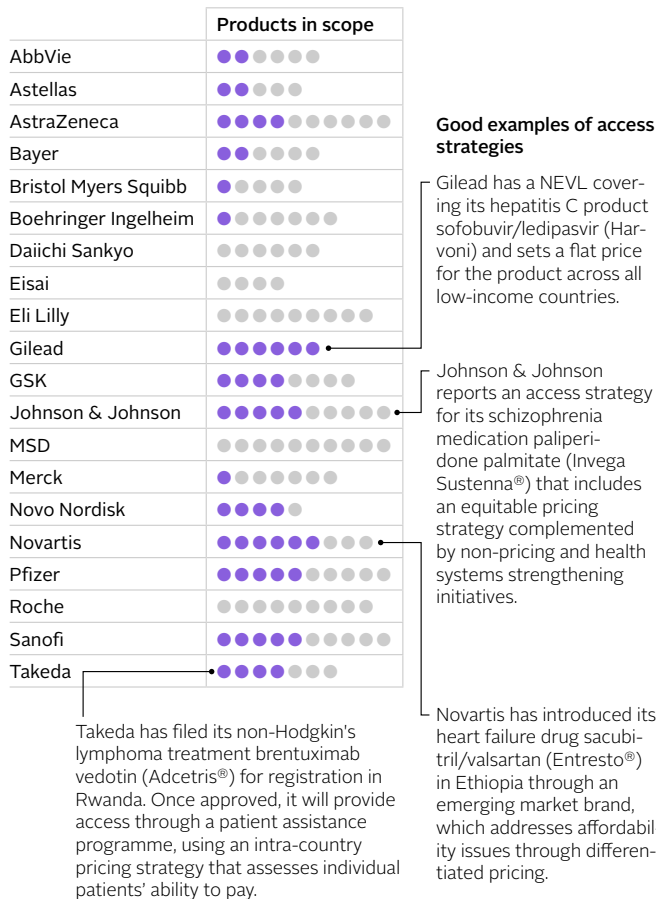 Products in scope
AbbVie
Astellas
AstraZeneca
Bayer
Bristol Myers Squibb
Boehringer Ingelheim
Daiichi Sankyo
Eisai
Eli Lilly
Gilead
GSK
Johnson & Johnson
MSD
Merck
Novo Nordisk
Novartis
Pfizer
Roche
Sanofi
Takeda
Good examples of access
strategies
Gilead has a NEVL cover-
ing its hepatitis C product
sofobuvir/ledipasvir (Har-
voni) and sets a flat price
for the product across all
low-income countries.
Johnson & Johnson
reports an access strategy
for its schizophrenia
medication paliperi-
done palmitate (Invega
Sustenna®) that includes
an equitable pricing
strategy complemented
by non-pricing and health
systems strengthening
initiatives.
Novartis has introduced its
heart failure drug sacubi-
tril/valsartan (Entresto®)
in Ethiopia through an
emerging market brand,
which addresses affordabil-
ity issues through differen-
tiated pricing.
Takeda has filed its non-Hodgkin's
lymphoma treatment brentuximab
vedotin (Adcetris®) for registration in
Rwanda. Once approved, it will provide
access through a patient assistance
programme, using an intra-country
pricing strategy that assesses individual
patients' ability to pay.